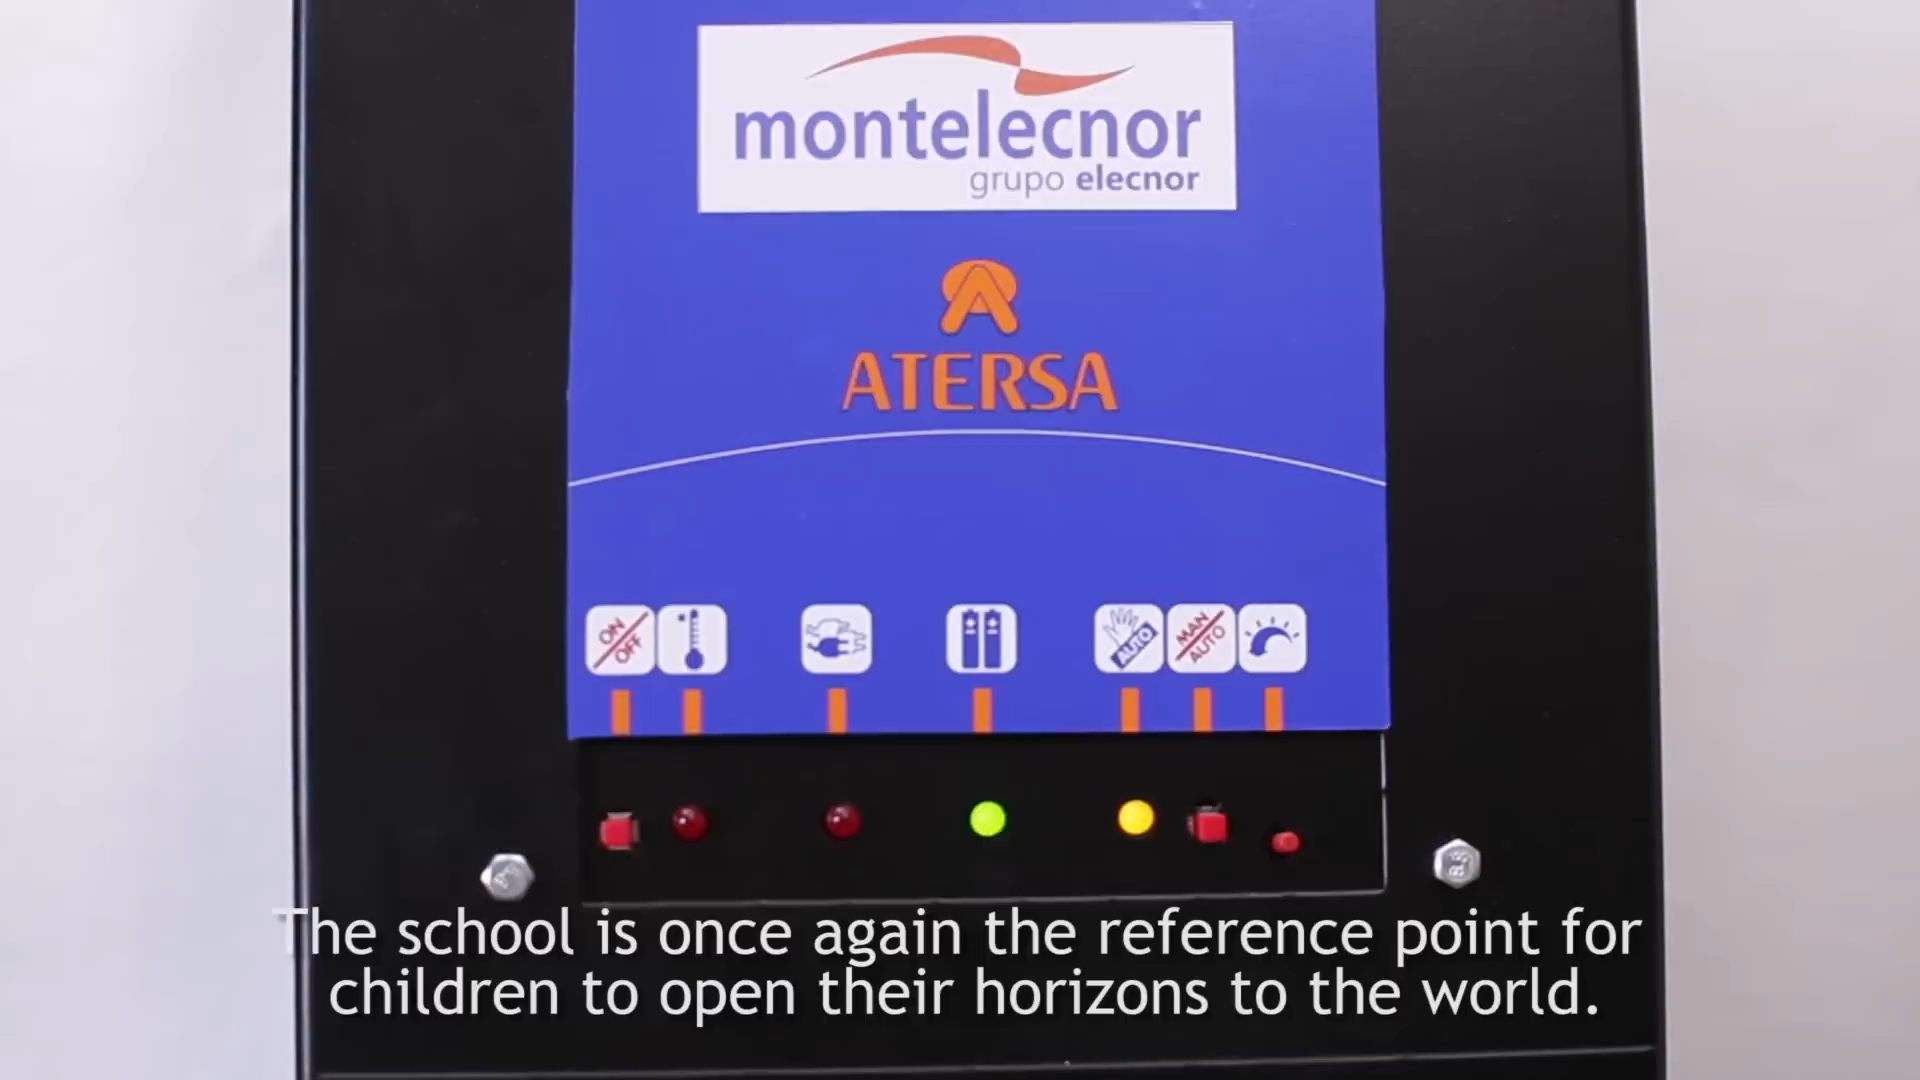 montelecnor
grupo elecnor
ATERSA
ON
OFF
AUTO
MAN
AUTO
The school is once again the reference point for
children to open their horizons to the world.